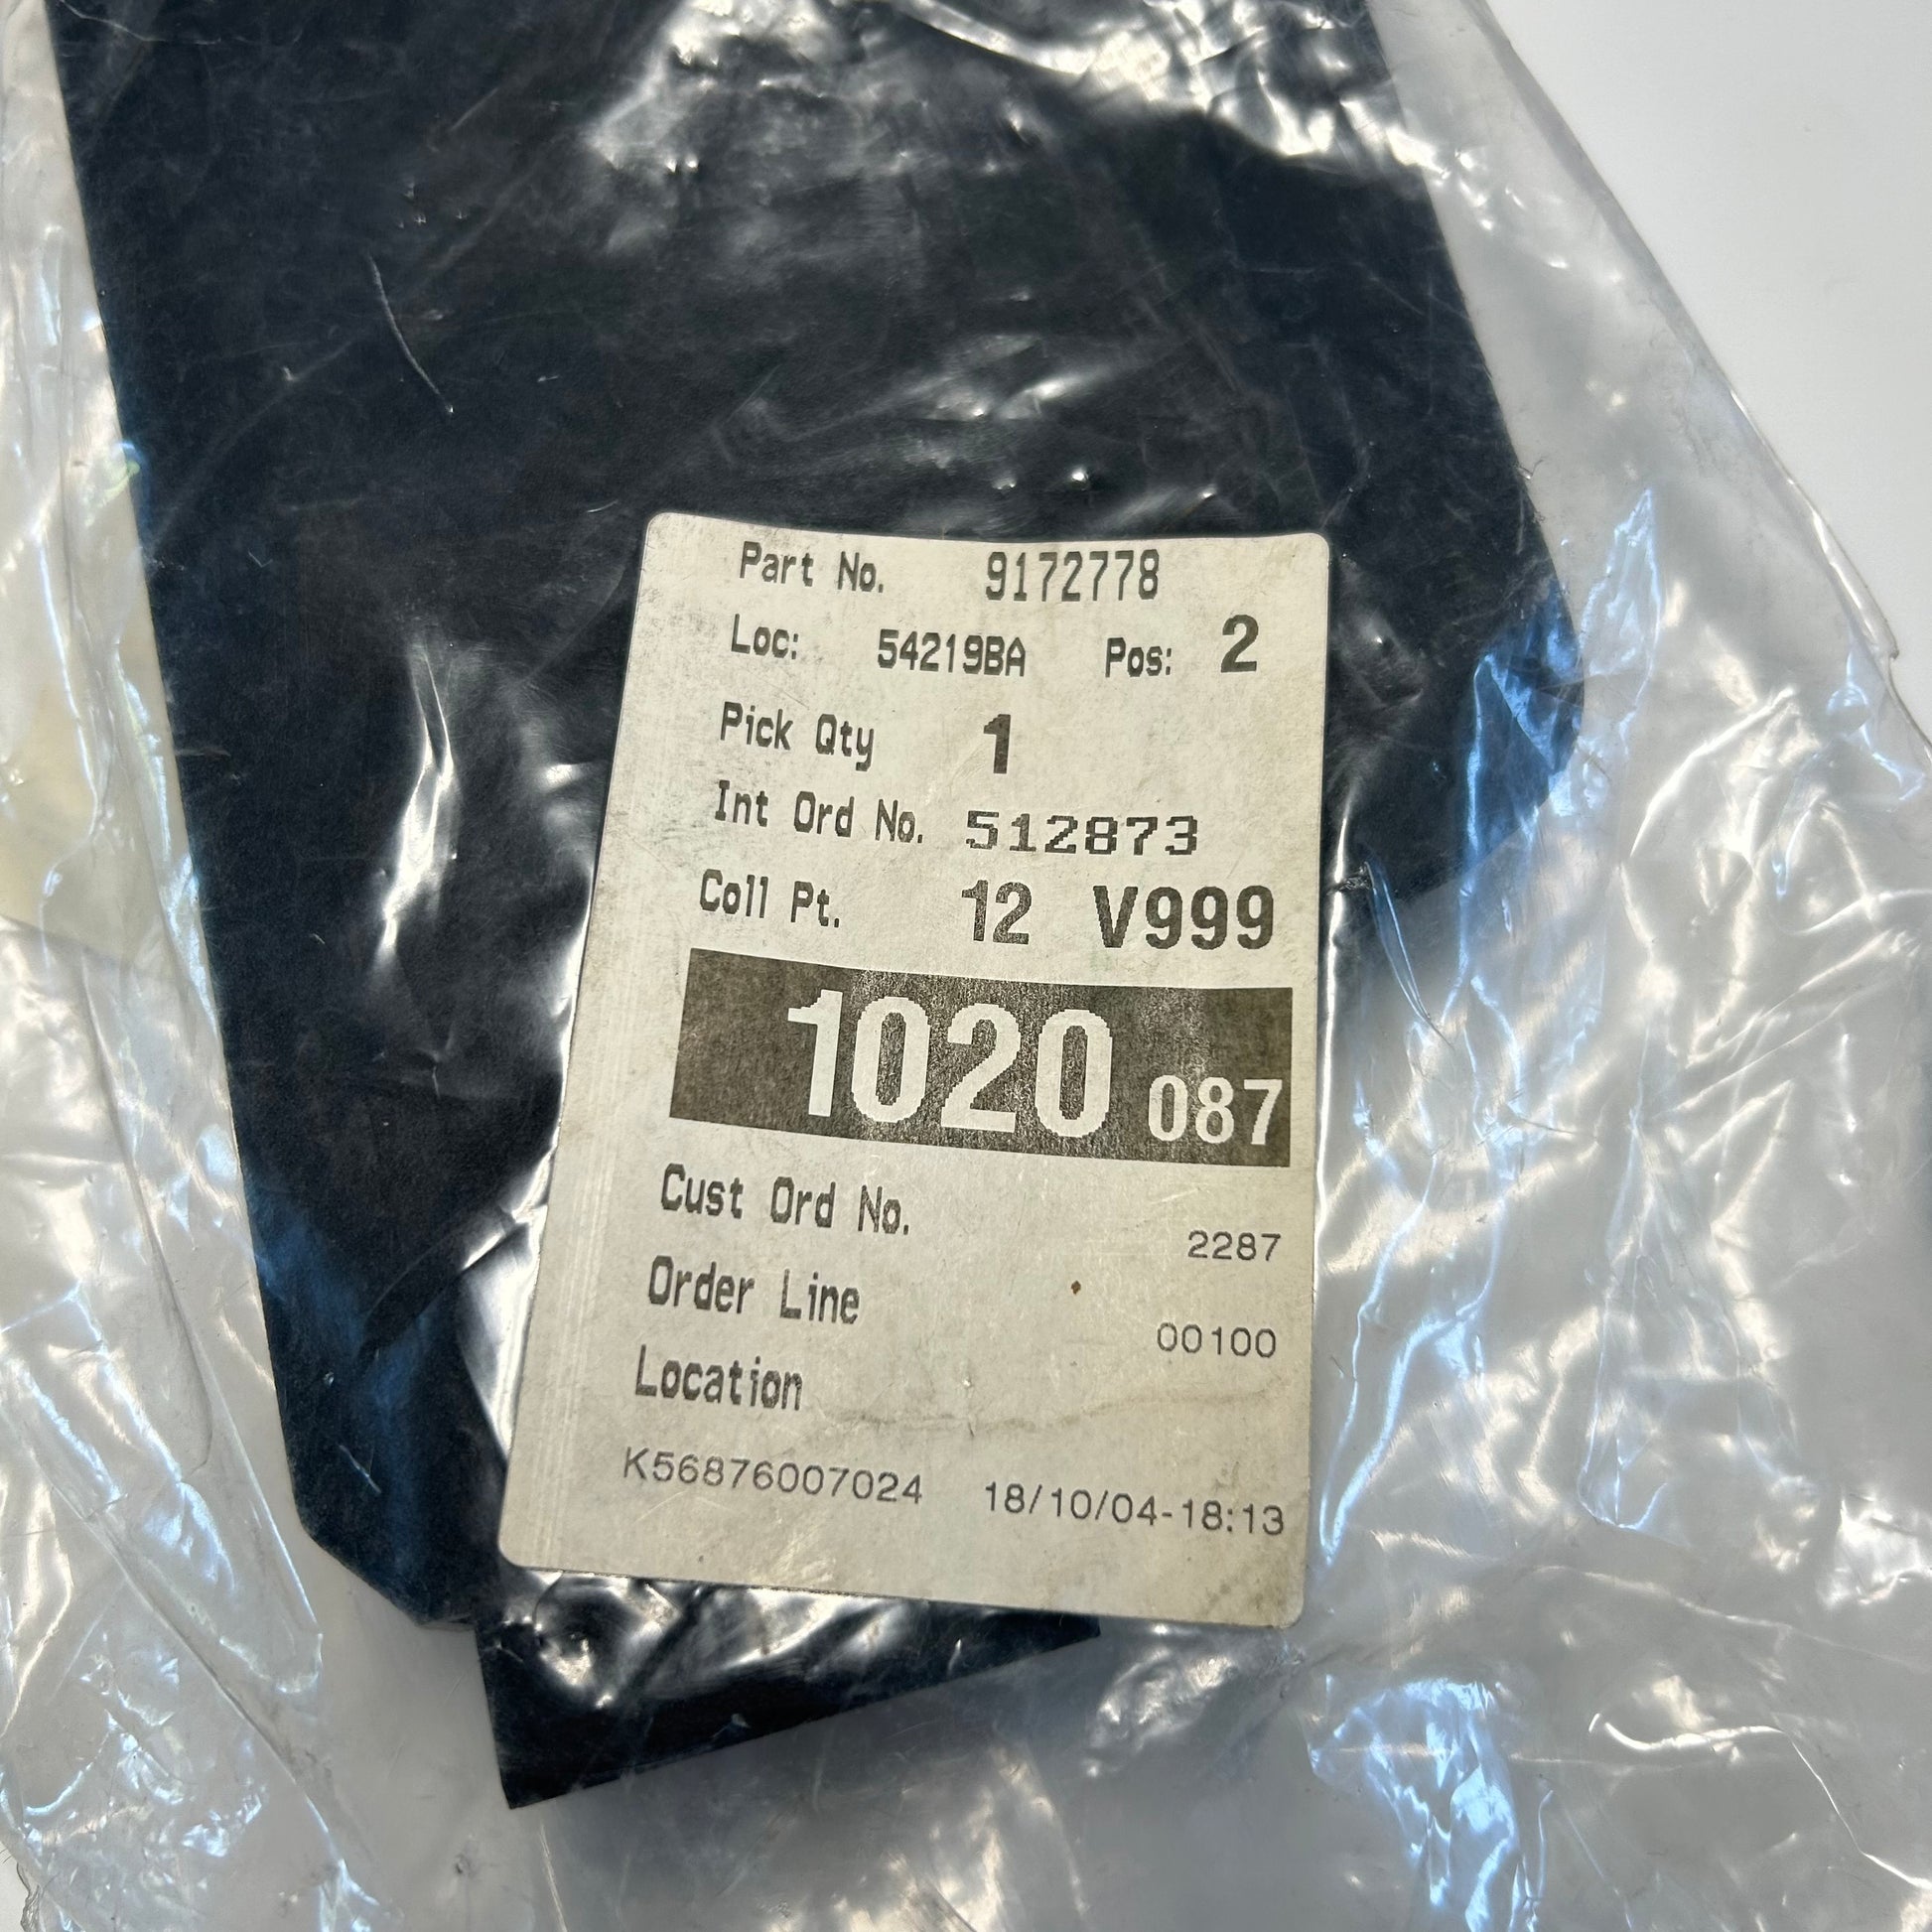 Part No. 9172778
Loc: 54219BA Pos: 2
Pick Qty 1
Int Ord No. 512873
Coll Pt. 12 V999
1020 087
Cust Ord No. 2287
Order Line 00100
Location
K56876007024 18/10/04-18:13